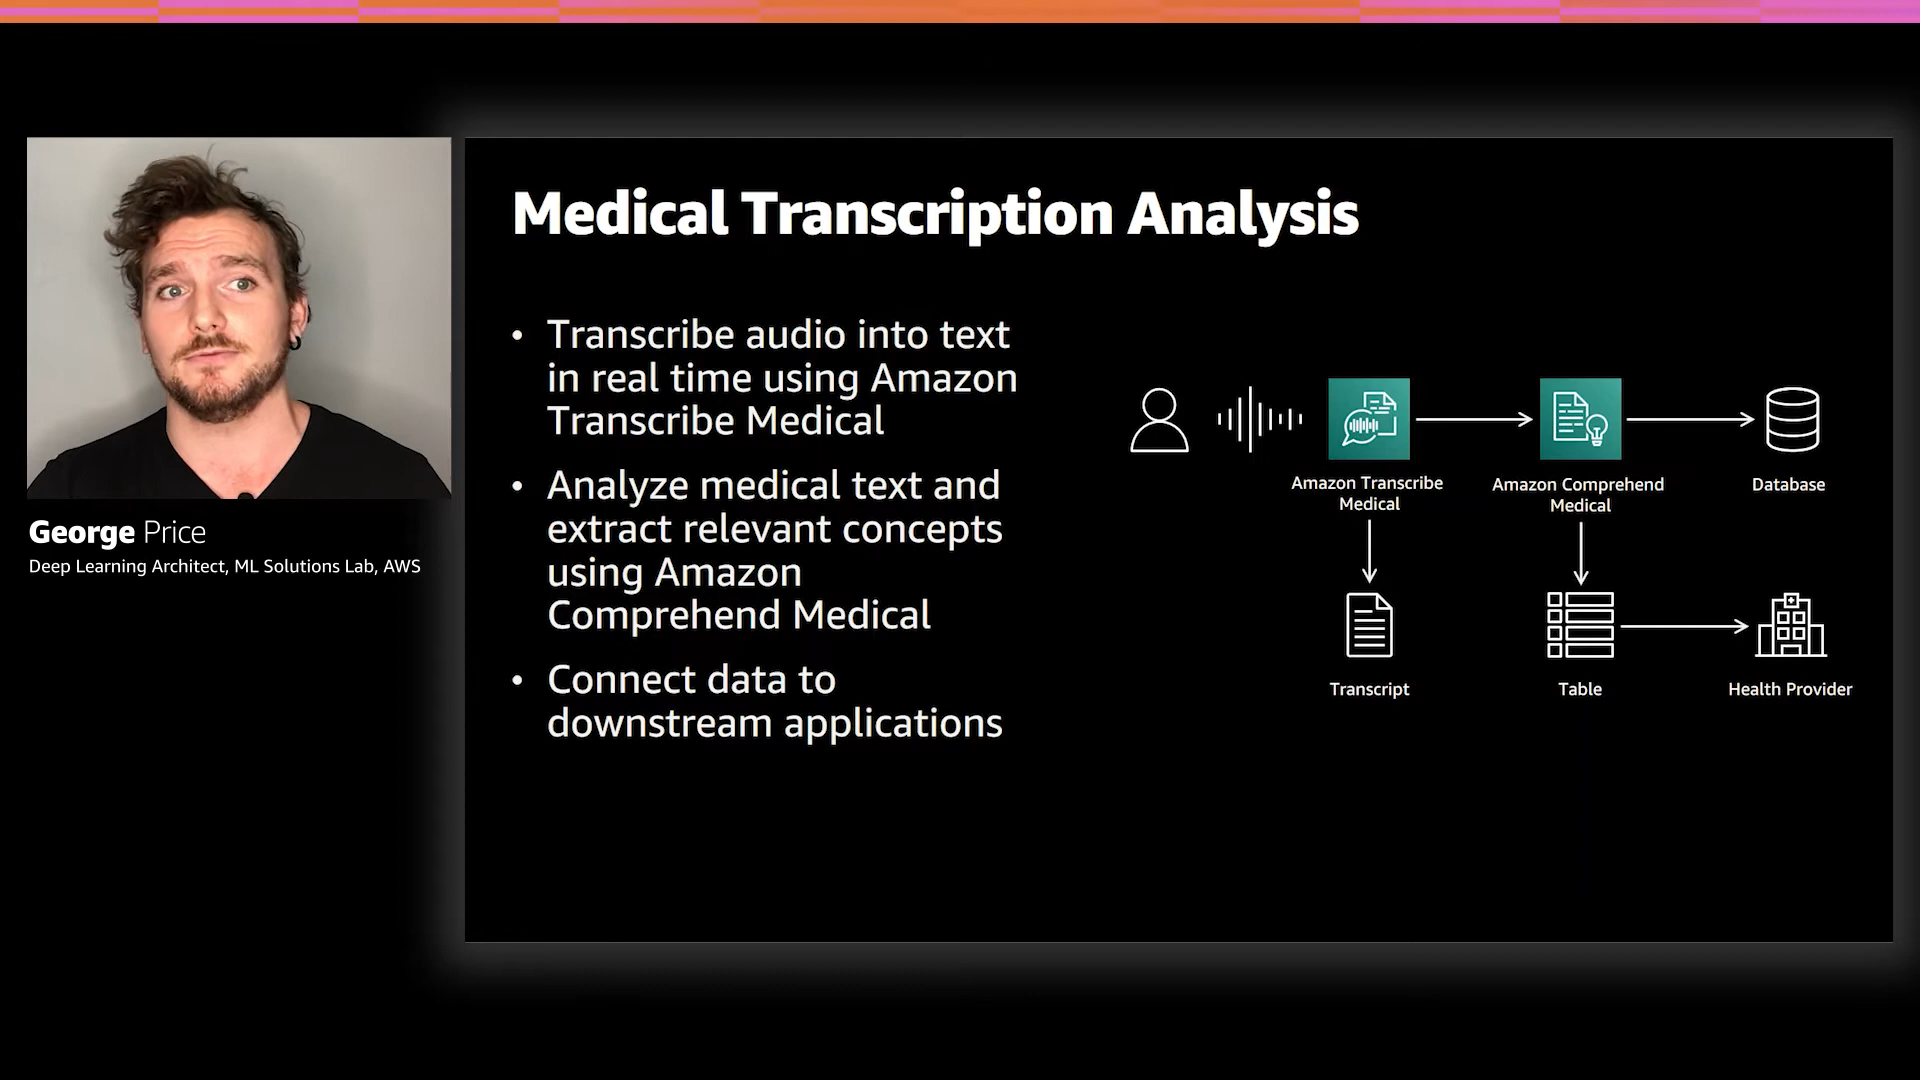 Medical Transcription Analysis
• Transcribe audio into text
in real time using Amazon
Transcribe Medical
• Analyze medical text and
extract relevant concepts
using Amazon
Comprehend Medical
• Connect data to
downstream applications
Amazon Transcribe
Medical
Amazon Comprehend
Medical
Database
Transcript
Table
Health Provider
George Price
Deep Learning Architect, ML Solutions Lab, AWS